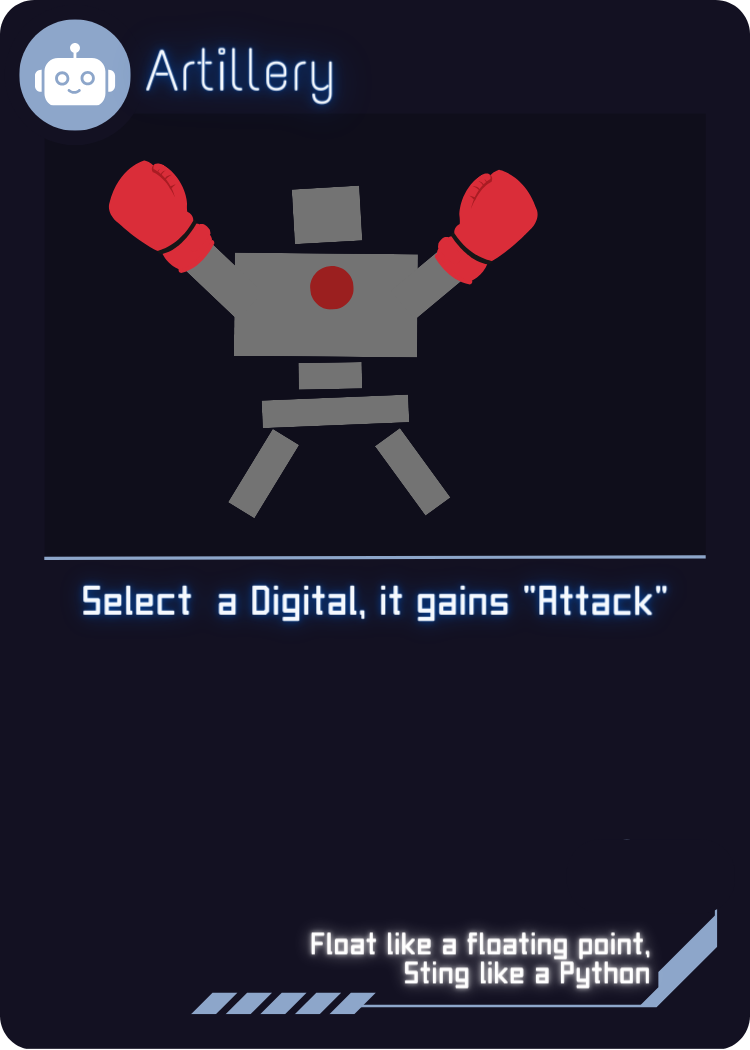 Artillery
Select a Digital, it gains "Attack"
Float like a floating point,
Sting like a Python